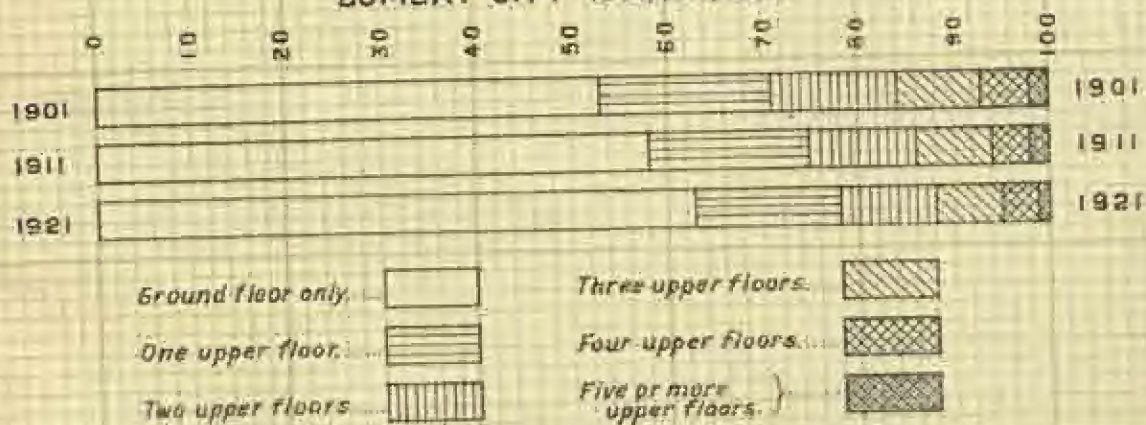 0 10 20 30 40 50 60 70 80 90 100
1901 1901
1911 1911
1921 1921
Ground floor only.
One upper floor.
Two upper floors
Three upper floors.
Four upper floors.
Five or more
upper floors.